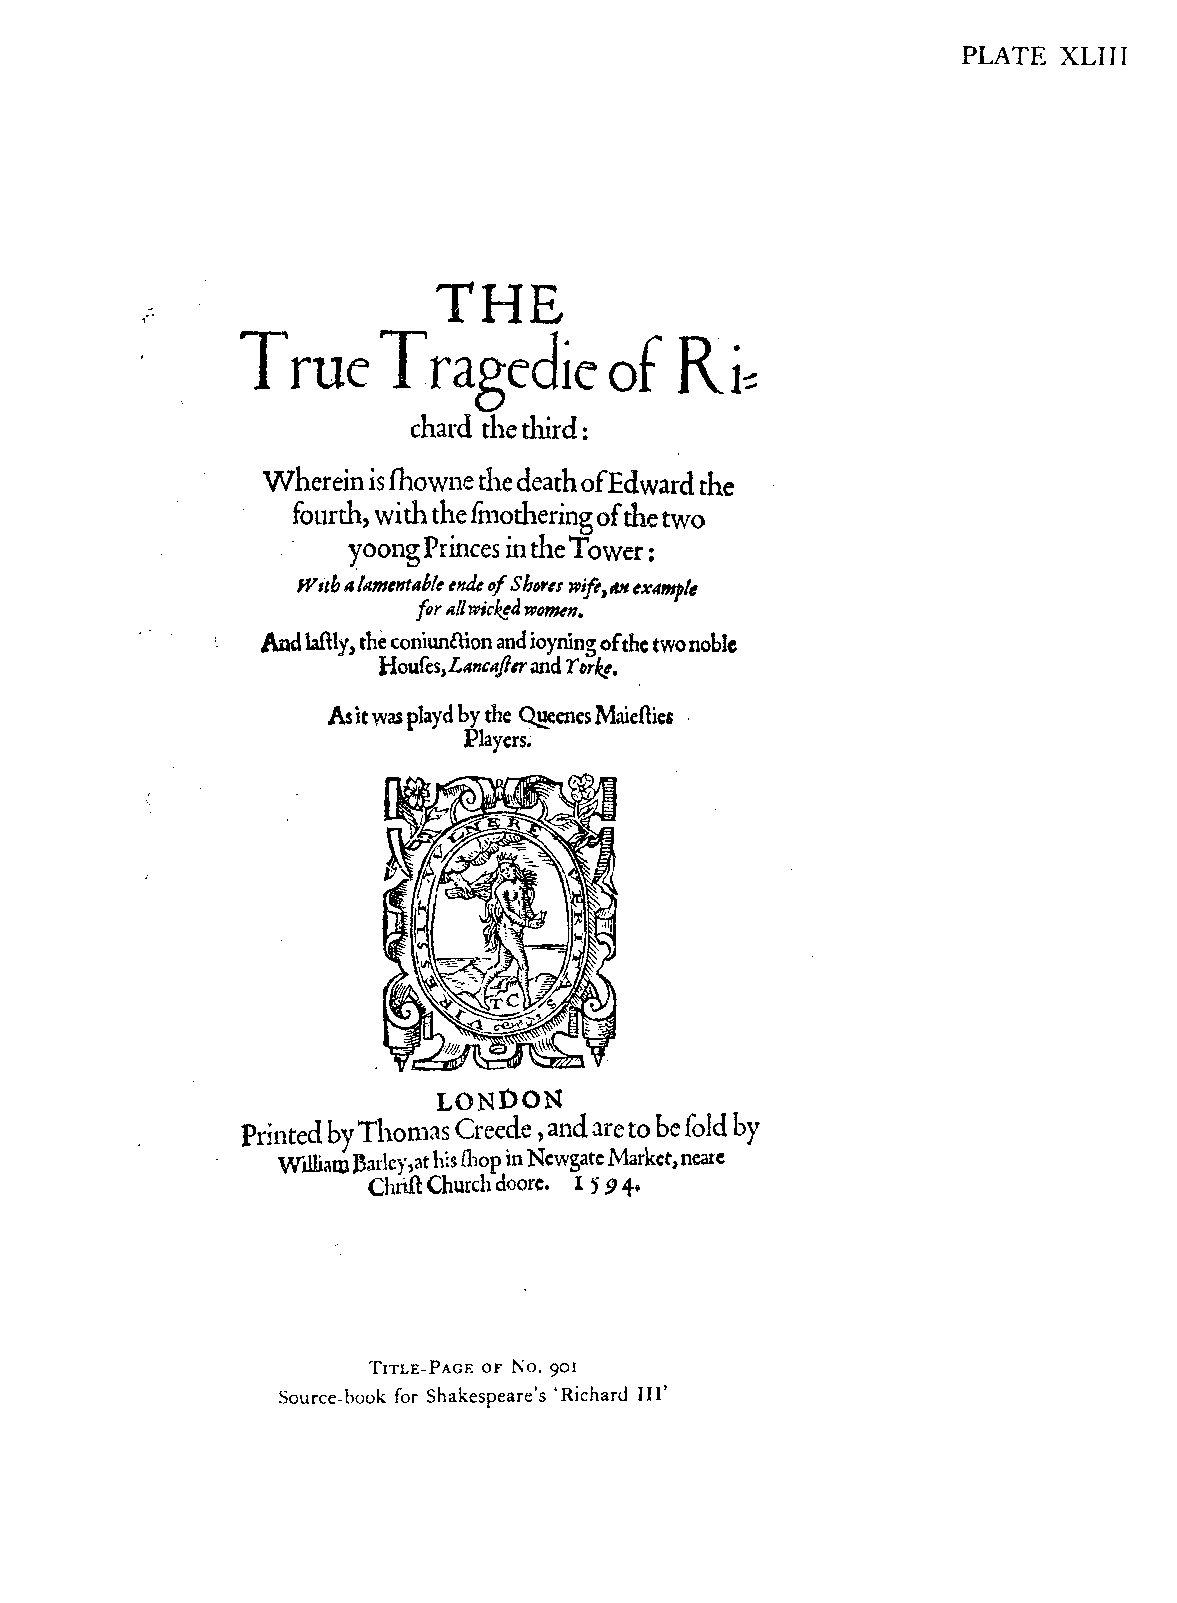 PLATE XLIII
THE
True Tragedie of Ri-
chard the third:
Wherein is ſhowne the death of Edward the
fourth, with the ſmothering of the two
yoong Princes in the Tower:
With a lamentable ende of Shores wife, an example
for all wicked women.
And laſtly, the coniunction and ioyning of the two noble
Houſes, Lancaſter and Yorke.
As it was playd by the Queenes Maieſties
Players.
VIRESSIT VULNERE VERITAS
TC
LONDON
Printed by Thomas Creede, and are to be ſold by
William Barley, at his ſhop in Newgate Market, neare
Chriſt Church doore. 1594.
TITLE-PAGE OF NO. 901
Source-book for Shakespeare's 'Richard III'